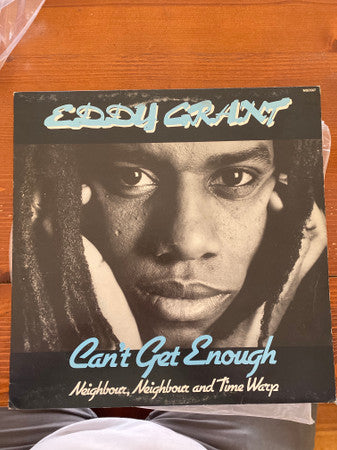 EDDY GRANT
Can't Get Enough
Neighbour, Neighbour and Time Warp